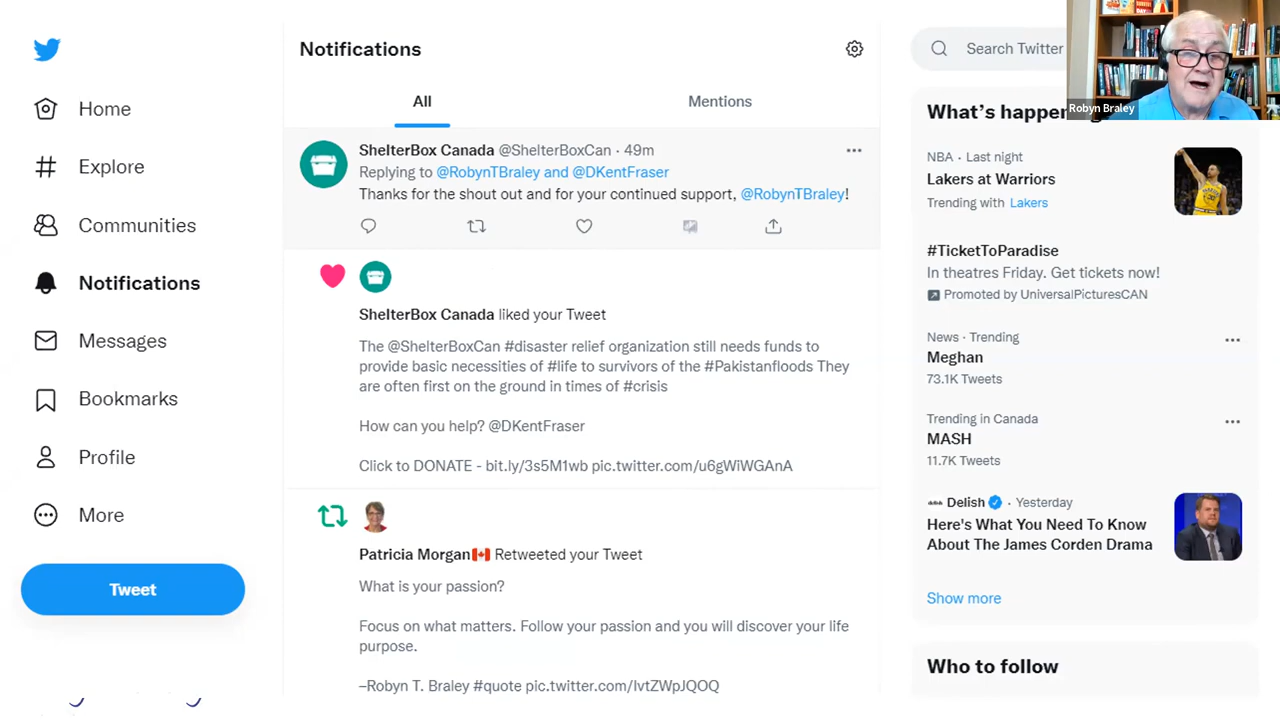 Home
Explore
Communities
Notifications
Messages
Bookmarks
Profile
More
Tweet
Notifications
All
Mentions
ShelterBox Canada @ShelterBoxCan · 49m
Replying to @RobynTBraley and @DKentFraser
Thanks for the shout out and for your continued support, @RobynTBraley!
ShelterBox Canada liked your Tweet
The @ShelterBoxCan #disaster relief organization still needs funds to
provide basic necessities of #life to survivors of the #Pakistanfloods They
are often first on the ground in times of #crisis
How can you help? @DKentFraser
Click to DONATE - bit.ly/3s5M1wb pic.twitter.com/u6gWiWGAnA
Patricia Morgan🇨🇦 Retweeted your Tweet
What is your passion?
Focus on what matters. Follow your passion and you will discover your life
purpose.
–Robyn T. Braley #quote pic.twitter.com/lvtZWpJQOQ
Search Twitter
Robyn Braley
What's happen
NBA · Last night
Lakers at Warriors
Trending with Lakers
#TicketToParadise
In theatres Friday. Get tickets now!
Promoted by UniversalPicturesCAN
News · Trending
Meghan
73.1K Tweets
Trending in Canada
MASH
11.7K Tweets
Delish · Yesterday
Here's What You Need To Know
About The James Corden Drama
Show more
Who to follow